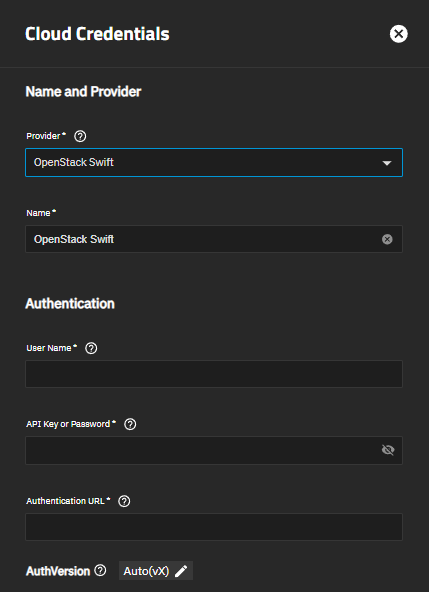 Cloud Credentials
Name and Provider
Provider *
OpenStack Swift
Name *
OpenStack Swift
Authentication
User Name *
API Key or Password *
Authentication URL *
AuthVersion Auto(vX)